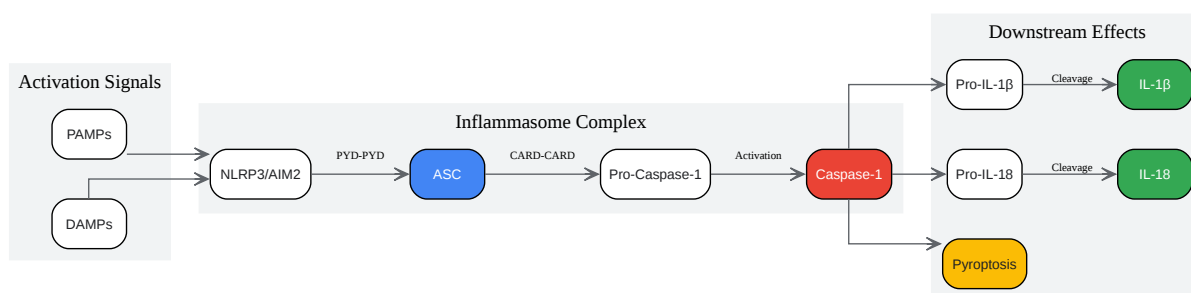 Activation Signals
PAMPs
DAMPs
Inflammasome Complex
NLRP3/AIM2
PYD-PYD
ASC
CARD-CARD
Pro-Caspase-1
Activation
Caspase-1
Downstream Effects
Pro-IL-1β
Cleavage
IL-1β
Pro-IL-18
Cleavage
IL-18
Pyroptosis